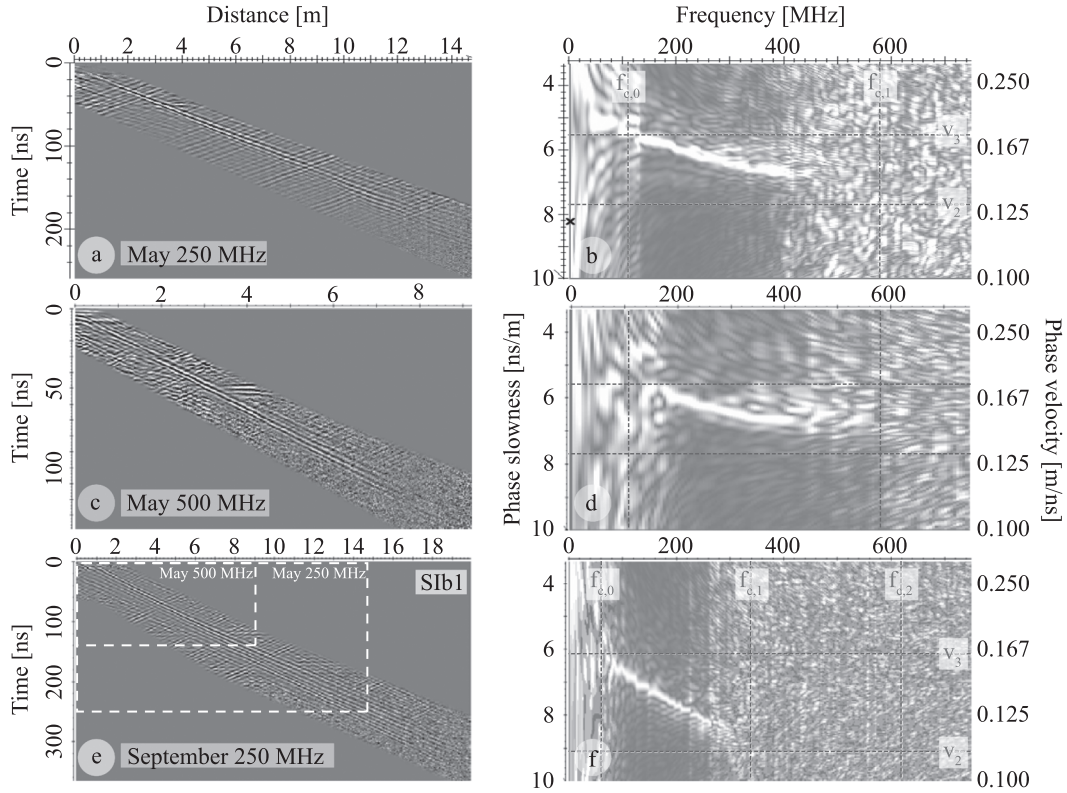 Distance [m]
Frequency [MHz]
0 2 4 6 8 10 12 14
0 200 400 600
Time [ns]
0
100
200
a May 250 MHz
4
6
8
10
f c,0
f c,1
v3
v2
b
0.250
0.167
0.125
0.100
0 2 4 6 8
0 200 400 600
Time [ns]
0
50
100
c May 500 MHz
Phase slowness [ns/m]
4
6
8
10
d
0.250
0.167
0.125
0.100
Phase velocity [m/ns]
0 2 4 6 8 10 12 14 16 18
0 200 400 600
Time [ns]
0
100
200
300
May 500 MHz
May 250 MHz
SIb1
e September 250 MHz
4
6
8
10
f c,0
f c,1
f c,2
v3
v2
f
0.250
0.167
0.125
0.100